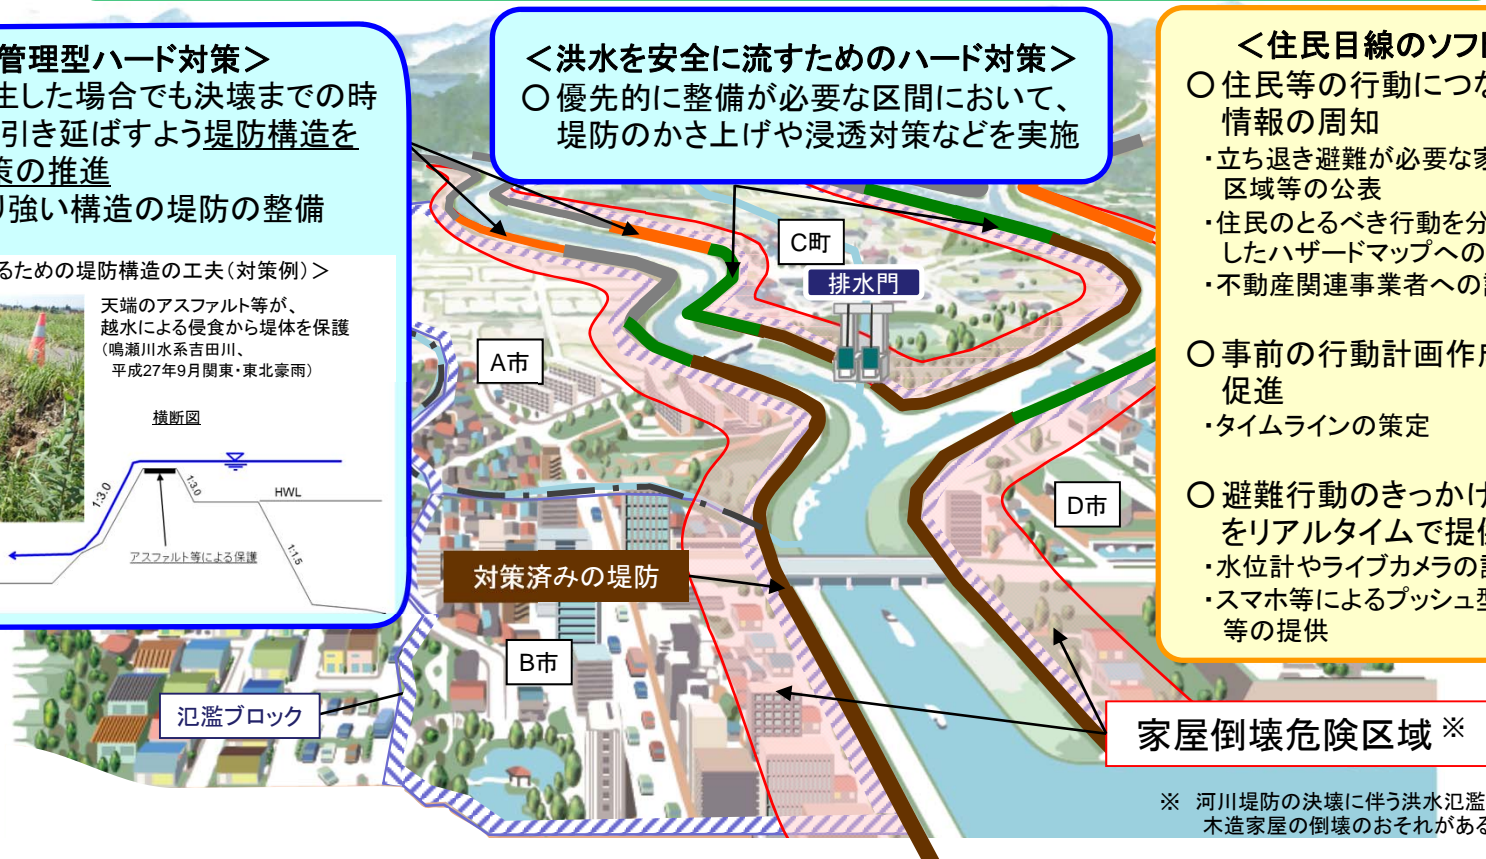 管理型ハード対策＞
生した場合でも決壊までの時
引き延ばすよう堤防構造を
策の推進
り強い構造の堤防の整備
るための堤防構造の工夫（対策例）＞
天端のアスファルト等が、
越水による侵食から堤体を保護
（鳴瀬川水系吉田川、
平成27年9月関東・東北豪雨）
横断図
1:3.0
1:3.0
HWL
1:1.5
アスファルト等による保護
＜洪水を安全に流すためのハード対策＞
○優先的に整備が必要な区間において、
堤防のかさ上げや浸透対策などを実施
＜住民目線のソフ
○住民等の行動につな
情報の周知
・立ち退き避難が必要な家
区域等の公表
・住民のとるべき行動を分
したハザードマップへの
・不動産関連事業者への
○事前の行動計画作成
促進
・タイムラインの策定
○避難行動のきっかけ
をリアルタイムで提供
・水位計やライブカメラの
・スマホ等によるプッシュ型
等の提供
C町
排水門
A市
D市
対策済みの堤防
B市
氾濫ブロック
家屋倒壊危険区域※
※ 河川堤防の決壊に伴う洪水氾濫
木造家屋の倒壊のおそれがある